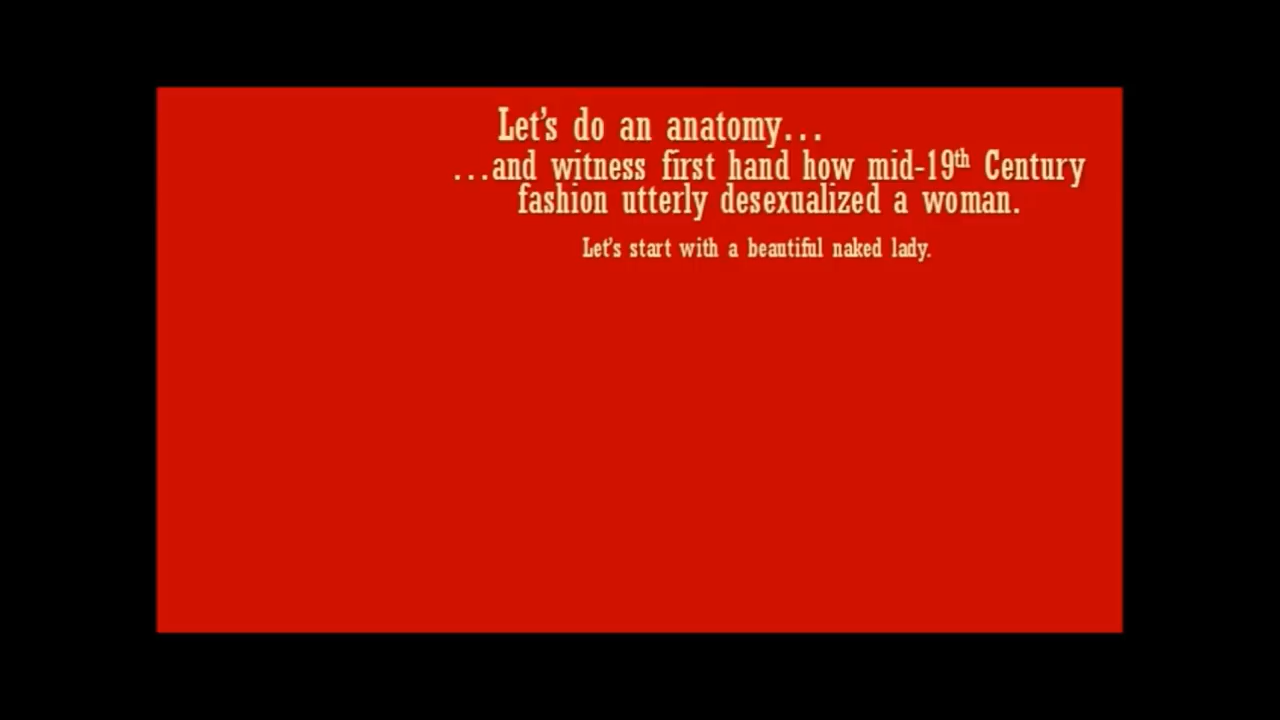 Let's do an anatomy...
...and witness first hand how mid-19th Century
fashion utterly desexualized a woman.
Let's start with a beautiful naked lady.